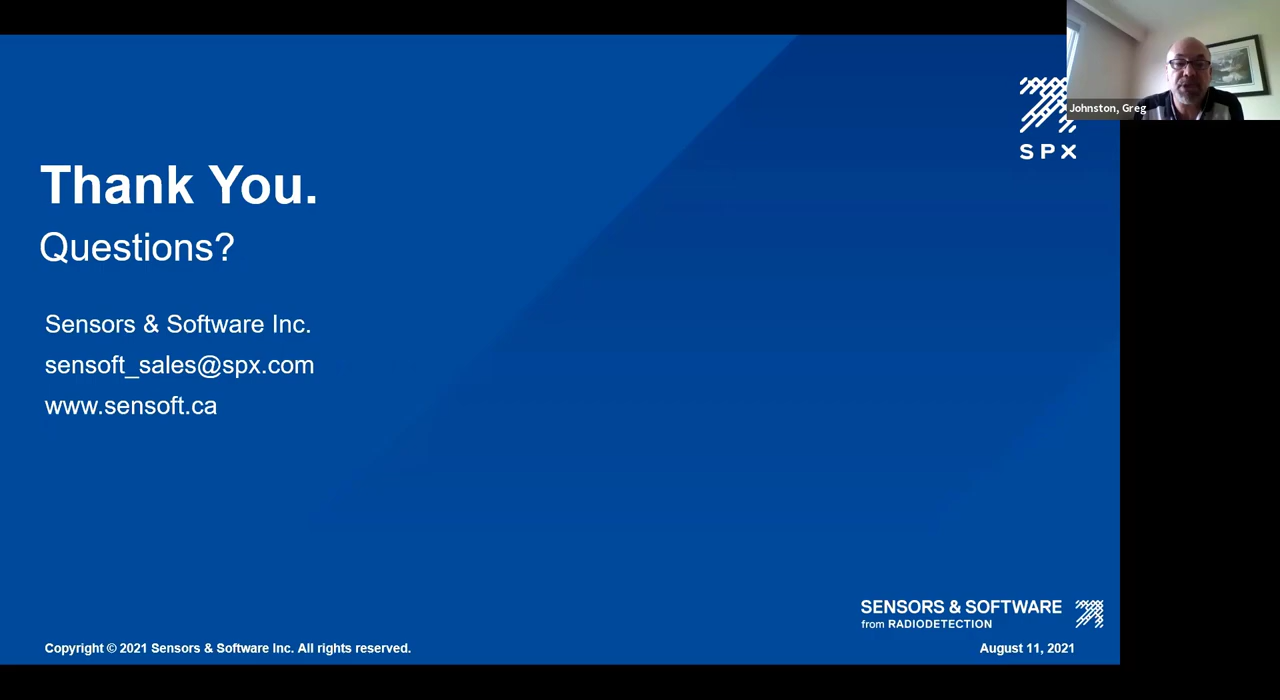 Johnston, Greg
SPX
Thank You.
Questions?
Sensors & Software Inc.
sensoft_sales@spx.com
www.sensoft.ca
SENSORS & SOFTWARE
from RADIODETECTION
Copyright © 2021 Sensors & Software Inc. All rights reserved.
August 11, 2021